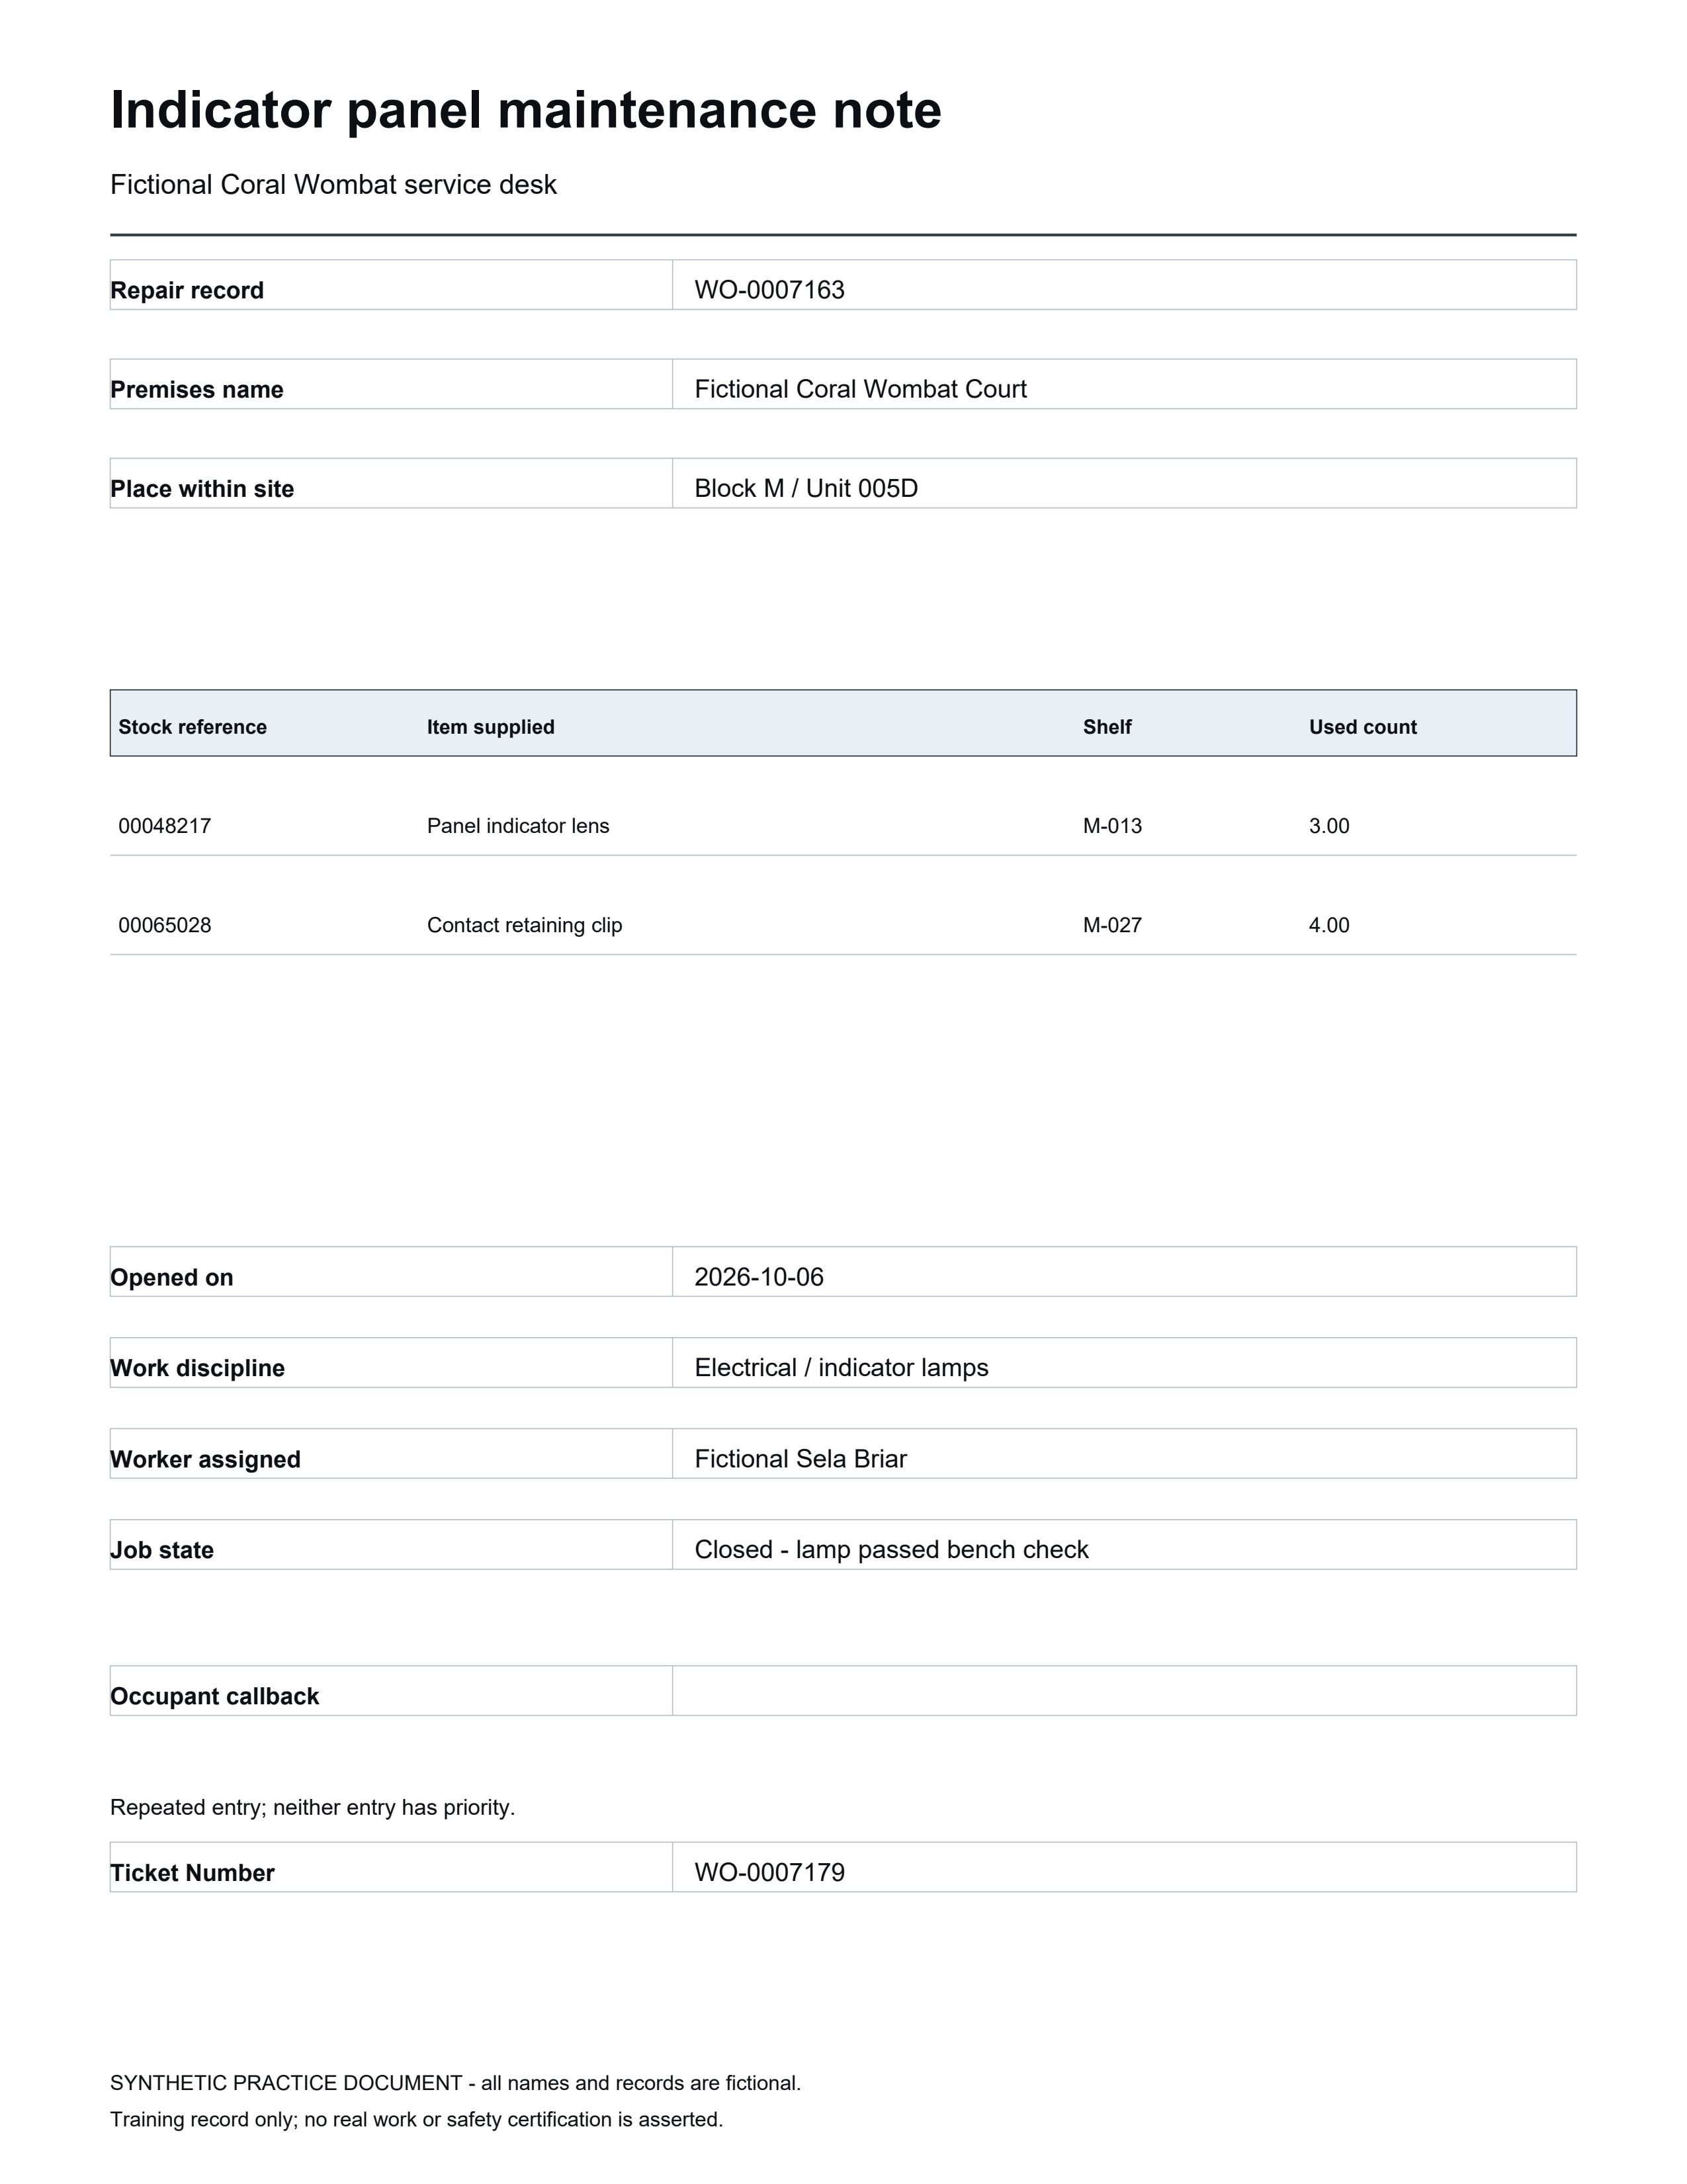 Indicator panel maintenance note
Fictional Coral Wombat service desk
Repair record WO-0007163
Premises name Fictional Coral Wombat Court
Place within site Block M / Unit 005D
Stock reference Item supplied Shelf Used count
00048217 Panel indicator lens M-013 3.00
00065028 Contact retaining clip M-027 4.00
Opened on 2026-10-06
Work discipline Electrical / indicator lamps
Worker assigned Fictional Sela Briar
Job state Closed - lamp passed bench check
Occupant callback
Repeated entry; neither entry has priority.
Ticket Number WO-0007179
SYNTHETIC PRACTICE DOCUMENT - all names and records are fictional.
Training record only; no real work or safety certification is asserted.